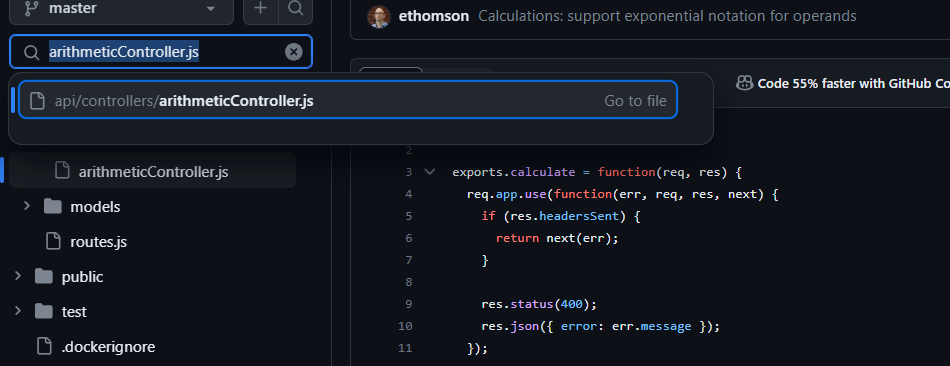 master
arithmeticController.js
api/controllers/arithmeticController.js Go to file
arithmeticController.js
models
routes.js
public
test
.dockerignore
ethomson Calculations: support exponential notation for operands
Code 55% faster with GitHub Co
2
3 exports.calculate = function(req, res) {
4 req.app.use(function(err, req, res, next) {
5 if (res.headersSent) {
6 return next(err);
7 }
8
9 res.status(400);
10 res.json({ error: err.message });
11 });